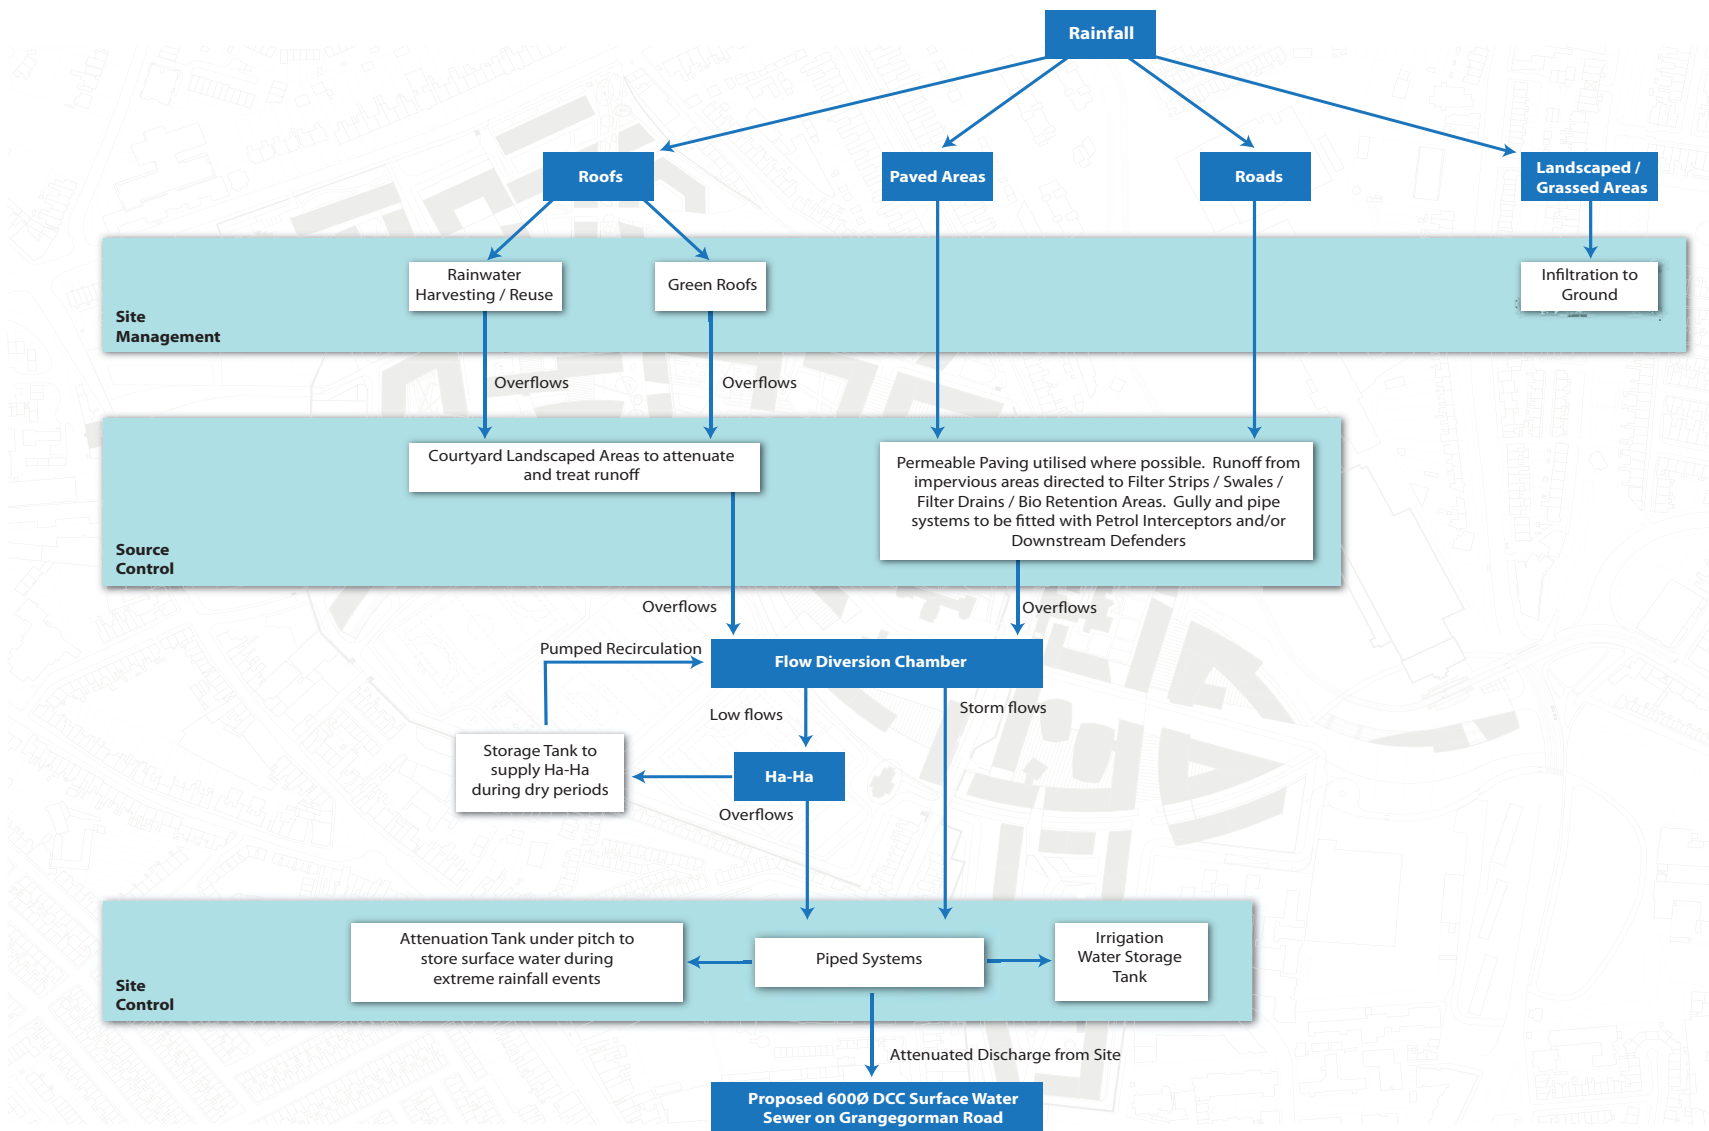 Rainfall
Roofs
Paved Areas
Roads
Landscaped /
Grassed Areas
Rainwater
Harvesting / Reuse
Green Roofs
Infiltration to
Ground
Site
Management
Overflows
Overflows
Courtyard Landscaped Areas to attenuate
and treat runoff
Permeable Paving utilised where possible. Runoff from
impervious areas directed to Filter Strips / Swales /
Filter Drains / Bio Retention Areas. Gully and pipe
systems to be fitted with Petrol Interceptors and/or
Downstream Defenders
Source
Control
Overflows
Overflows
Pumped Recirculation
Flow Diversion Chamber
Low flows
Storm flows
Storage Tank to
supply Ha-Ha
during dry periods
Ha-Ha
Overflows
Attenuation Tank under pitch to
store surface water during
extreme rainfall events
Piped Systems
Irrigation
Water Storage
Tank
Site
Control
Attenuated Discharge from Site
Proposed 600Ø DCC Surface Water
Sewer on Grangegorman Road